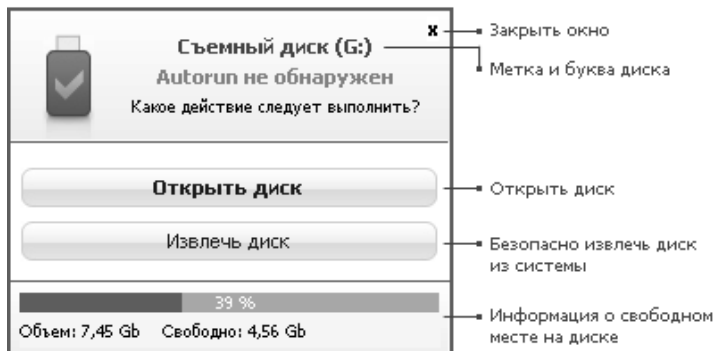 x
Закрыть окно
Съемный диск (G:)
Метка и буква диска
Autorun не обнаружен
Какое действие следует выполнить?
Открыть диск
Открыть диск
Извлечь диск
Безопасно извлечь диск
из системы
39 %
Объем: 7,45 Gb Свободно: 4,56 Gb
Информация о свободном
месте на диске